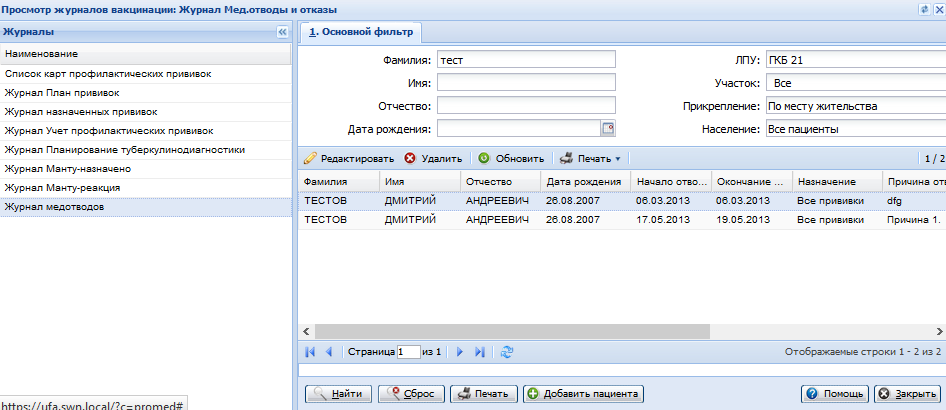 Просмотр журналов вакцинации: Журнал Мед.отводы и отказы
Журналы
Наименование
Список карт профилактических прививок
Журнал План прививок
Журнал назначенных прививок
Журнал Учет профилактических прививок
Журнал Планирование туберкулинодиагностики
Журнал Манту-назначено
Журнал Манту-реакция
Журнал медотводов
1. Основной фильтр
Фамилия: тест ЛПУ: ГКБ 21
Имя: Участок: Все
Отчество: Прикрепление: По месту жительства
Дата рождения: Население: Все пациенты
Редактировать Удалить Обновить Печать 1 / 2
Фамилия Имя Отчество Дата рождения Начало отво... Окончание ... Назначение Причина отв
ТЕСТОВ ДМИТРИЙ АНДРЕЕВИЧ 26.08.2007 06.03.2013 06.03.2013 Все прививки dfg
ТЕСТОВ ДМИТРИЙ АНДРЕЕВИЧ 26.08.2007 17.05.2013 19.05.2013 Все прививки Причина 1.
Страница 1 из 1 Отображаемые строки 1 - 2 из 2
Найти Сброс Печать Добавить пациента Помощь Закрыть
https://ufa.swn.local/?c=promed#